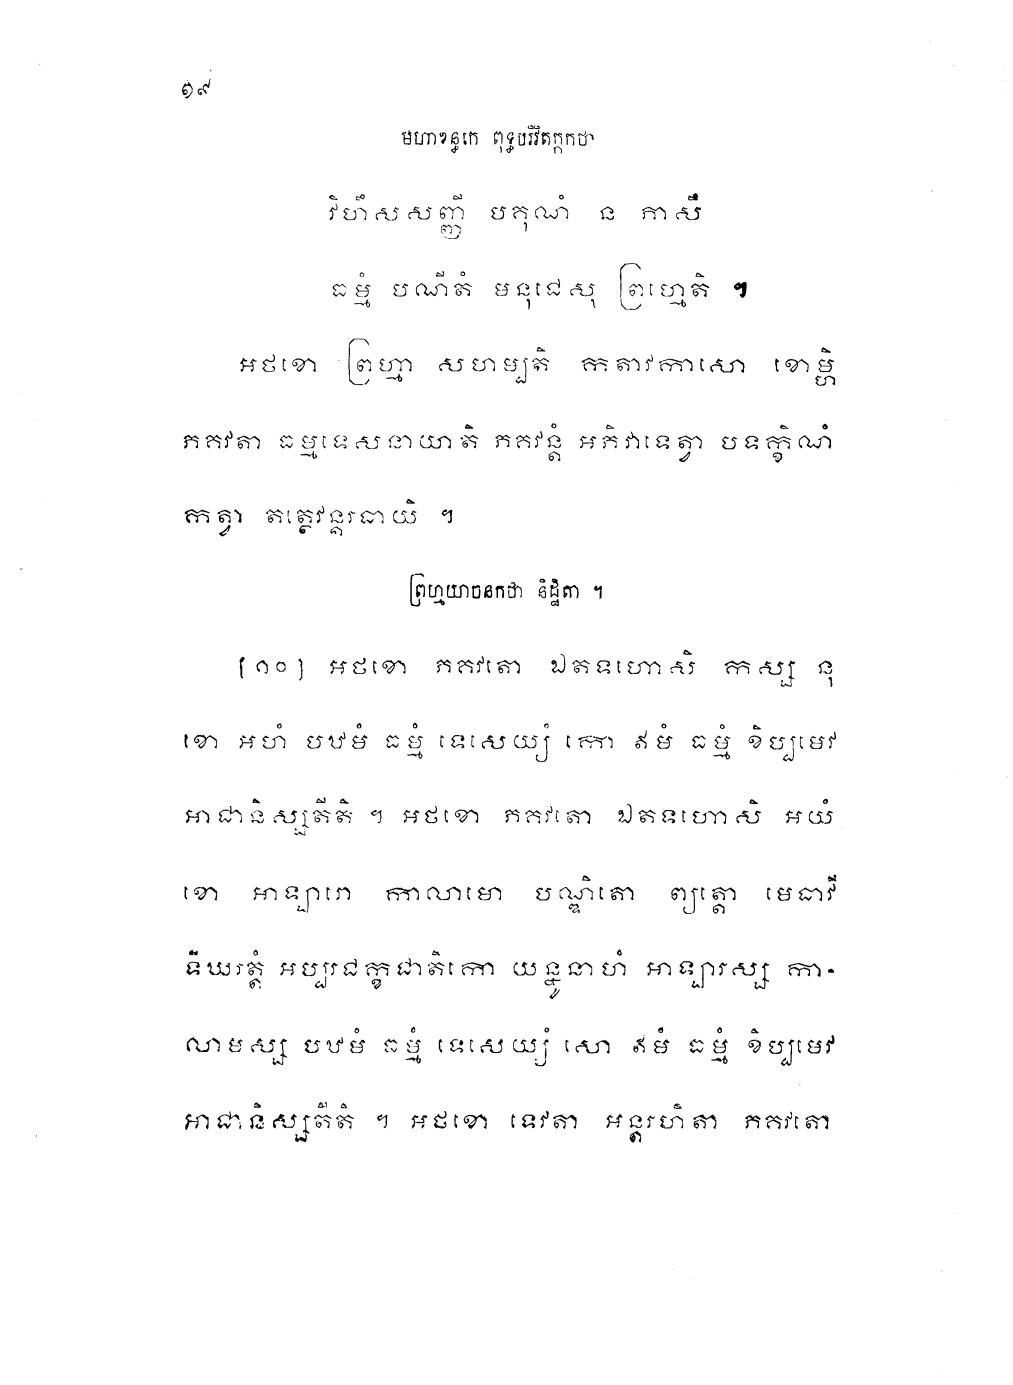 ១៩
មហាខន្ធកេ ពុទ្ធបរិវិតក្កកថា
វិហឹសសញ្ញី បគុណំ ន ភាសឹ
ធម្មំ បណីតំ មនុជេសុ ព្រហ្មេតិ ។
អថខោ ព្រហ្មា សហម្បតិ កតាវកាសោ ខោម្ហិ
ភគវតា ធម្មទេសនាយាតិ ភគវន្តំ អភិវាទេត្វា បទក្ខិណំ
កត្វា តត្ថេវន្តរធាយិ ។
ព្រហ្មយាចនកថា និដ្ឋិតា ។
[១០] អថខោ ភគវតោ ឯតទហោសិ កស្ស នុ
ខោ អហំ បឋមំ ធម្មំ ទេសេយ្យំ កោ ឥមំ ធម្មំ ខិប្បមេវ
អាជានិស្សតីតិ ។ អថខោ ភគវតោ ឯតទហោសិ អយំ
ខោ អាឡារោ កាលាមោ បណ្ឌិតោ ព្យត្តោ មេធាវី
ទីឃរត្តំ អប្បរជក្ខជាតិកោ យន្នូនាហំ អាឡារស្ស កា-
លាមស្ស បឋមំ ធម្មំ ទេសេយ្យំ សោ ឥមំ ធម្មំ ខិប្បមេវ
អាជានិស្សតីតិ ។ អថខោ ទេវតា អន្តរហិតា ភគវតោ